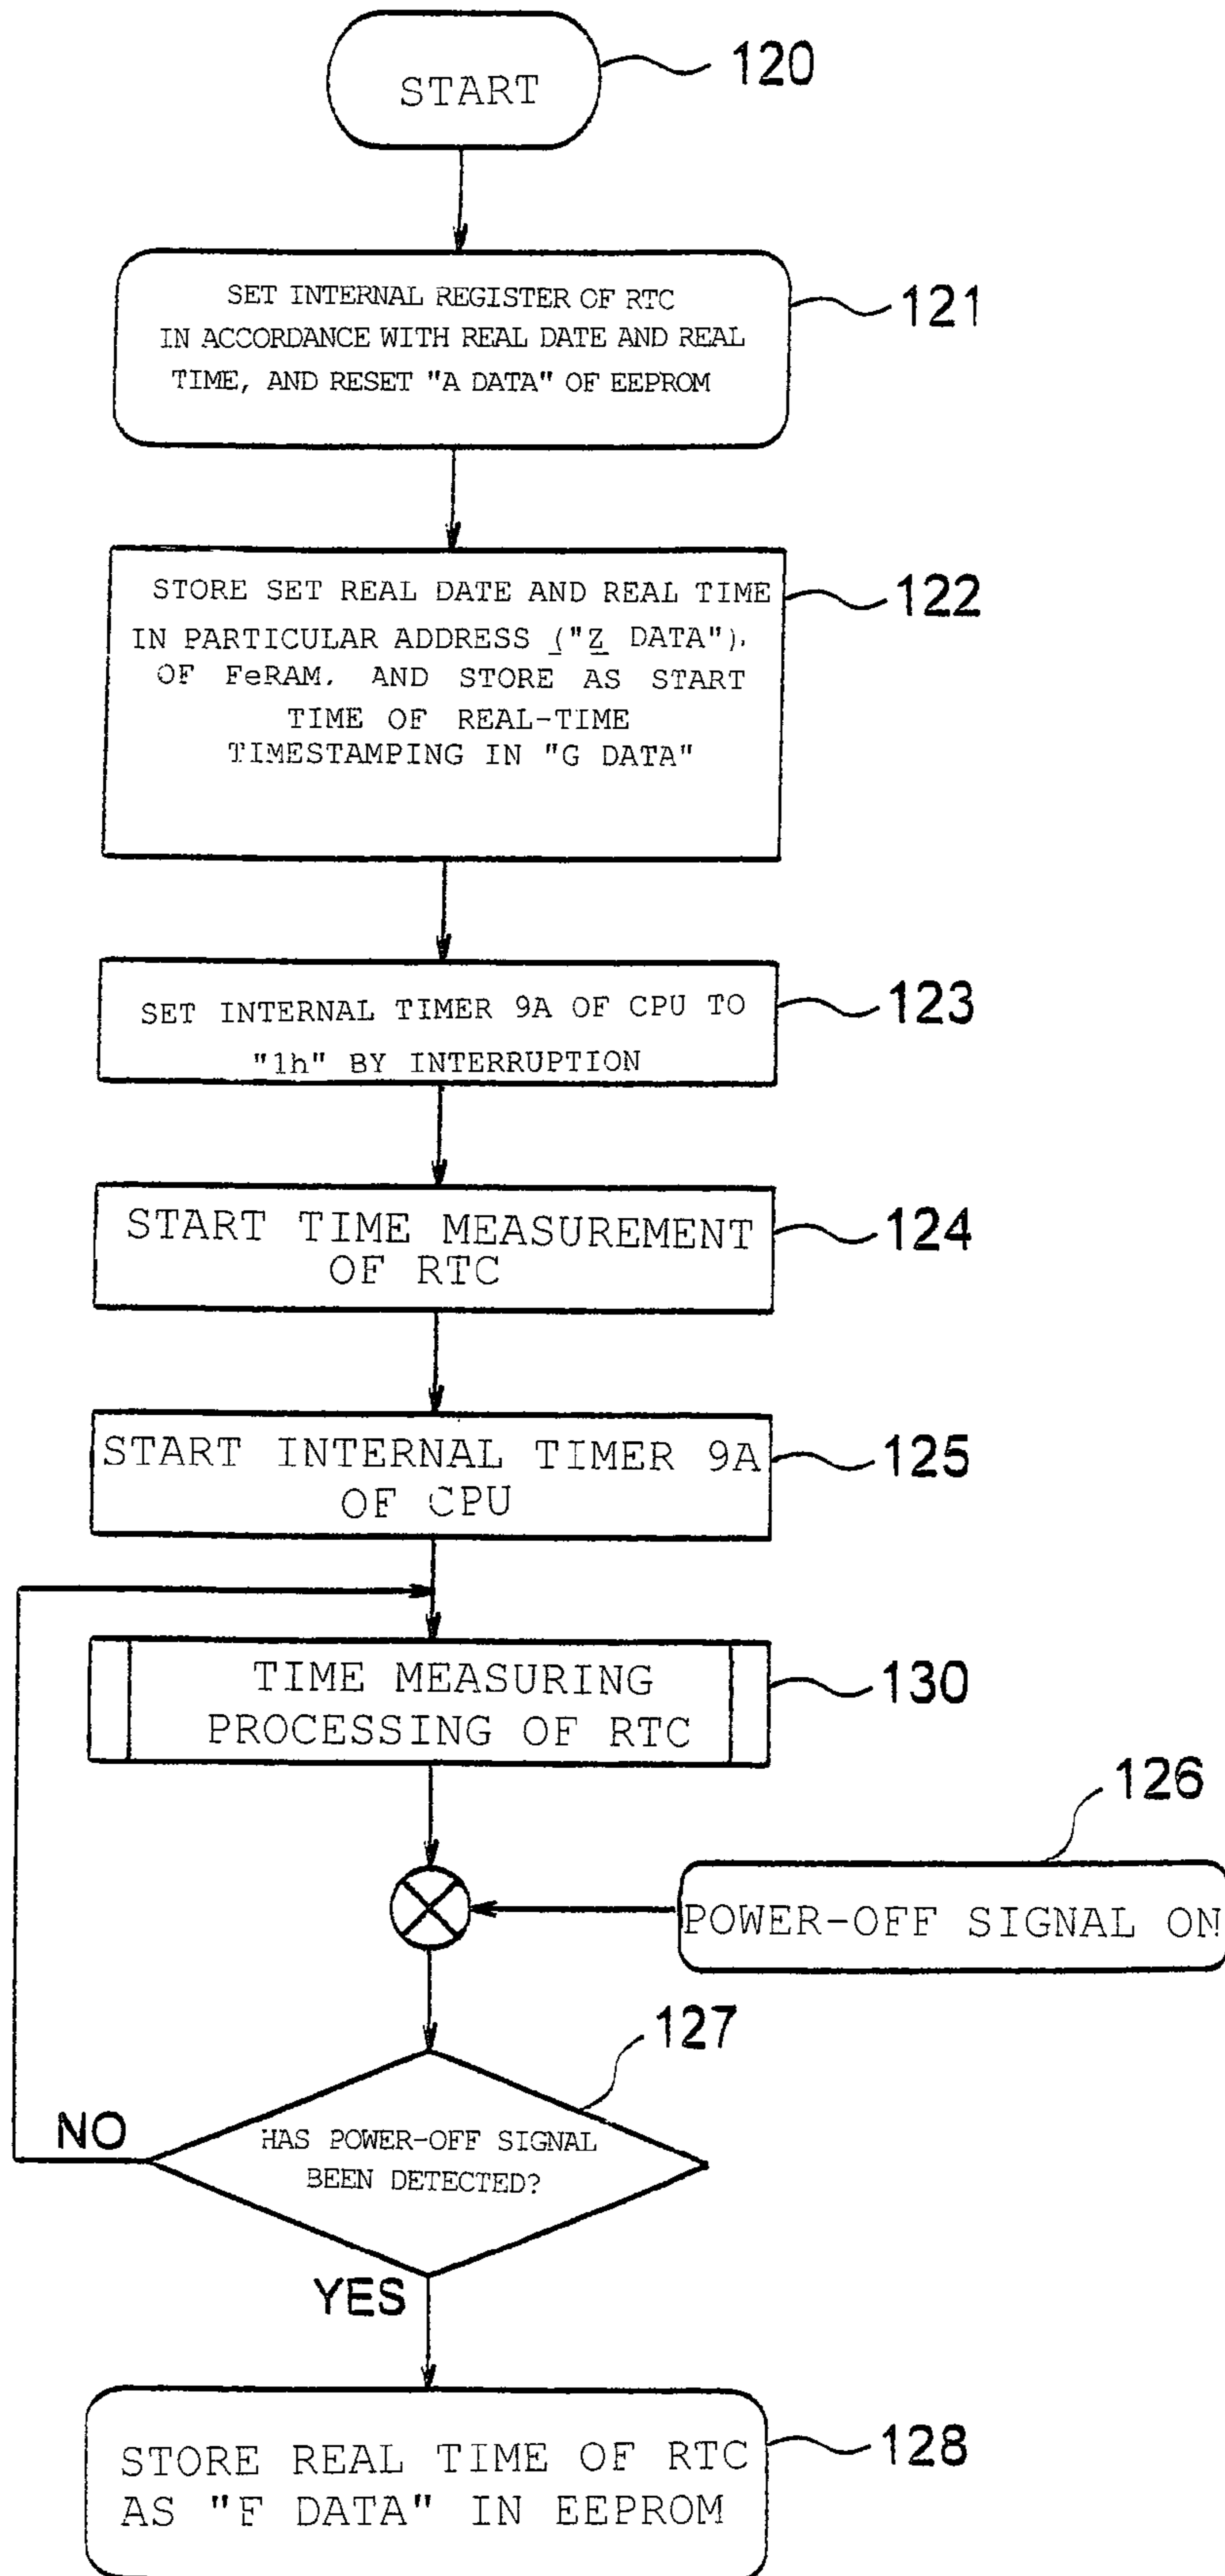 START
120
SET INTERNAL REGISTER OF RTC
IN ACCORDANCE WITH REAL DATE AND REAL
TIME, AND RESET "A DATA" OF EEPROM
121
STORE SET REAL DATE AND REAL TIME
IN PARTICULAR ADDRESS ("Z DATA").
OF FeRAM. AND STORE AS START
TIME OF REAL-TIME
TIMESTAMPING IN "G DATA"
122
SET INTERNAL TIMER 9A OF CPU TO
"1h" BY INTERRUPTION
123
START TIME MEASUREMENT
OF RTC
124
START INTERNAL TIMER 9A
OF CPU
125
TIME MEASURING
PROCESSING OF RTC
130
126
POWER-OFF SIGNAL ON
127
HAS POWER-OFF SIGNAL
BEEN DETECTED?
NO
YES
STORE REAL TIME OF RTC
AS "F DATA" IN EEPROM
128